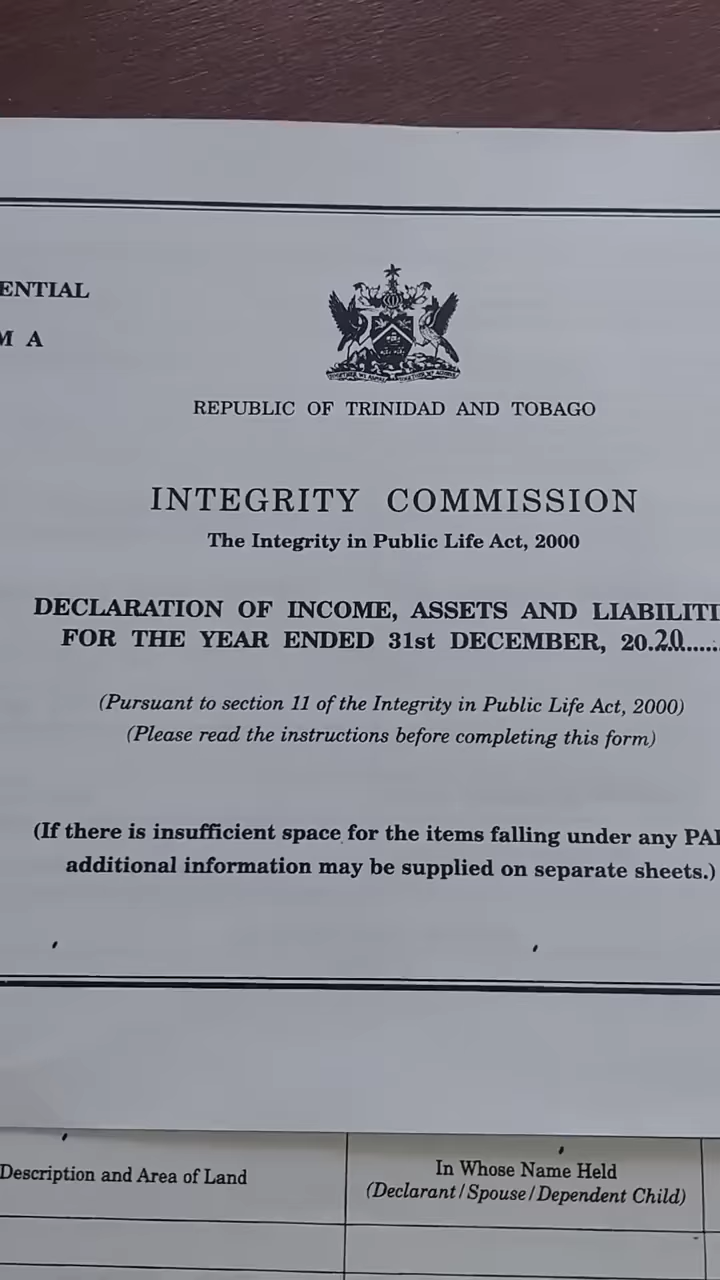 ENTIAL
M A
REPUBLIC OF TRINIDAD AND TOBAGO
INTEGRITY COMMISSION
The Integrity in Public Life Act, 2000
DECLARATION OF INCOME, ASSETS AND LIABILITI
FOR THE YEAR ENDED 31st DECEMBER, 20.20......
(Pursuant to section 11 of the Integrity in Public Life Act, 2000)
(Please read the instructions before completing this form)
(If there is insufficient space for the items falling under any PAR
additional information may be supplied on separate sheets.)
Description and Area of Land
In Whose Name Held
(Declarant/Spouse/Dependent Child)